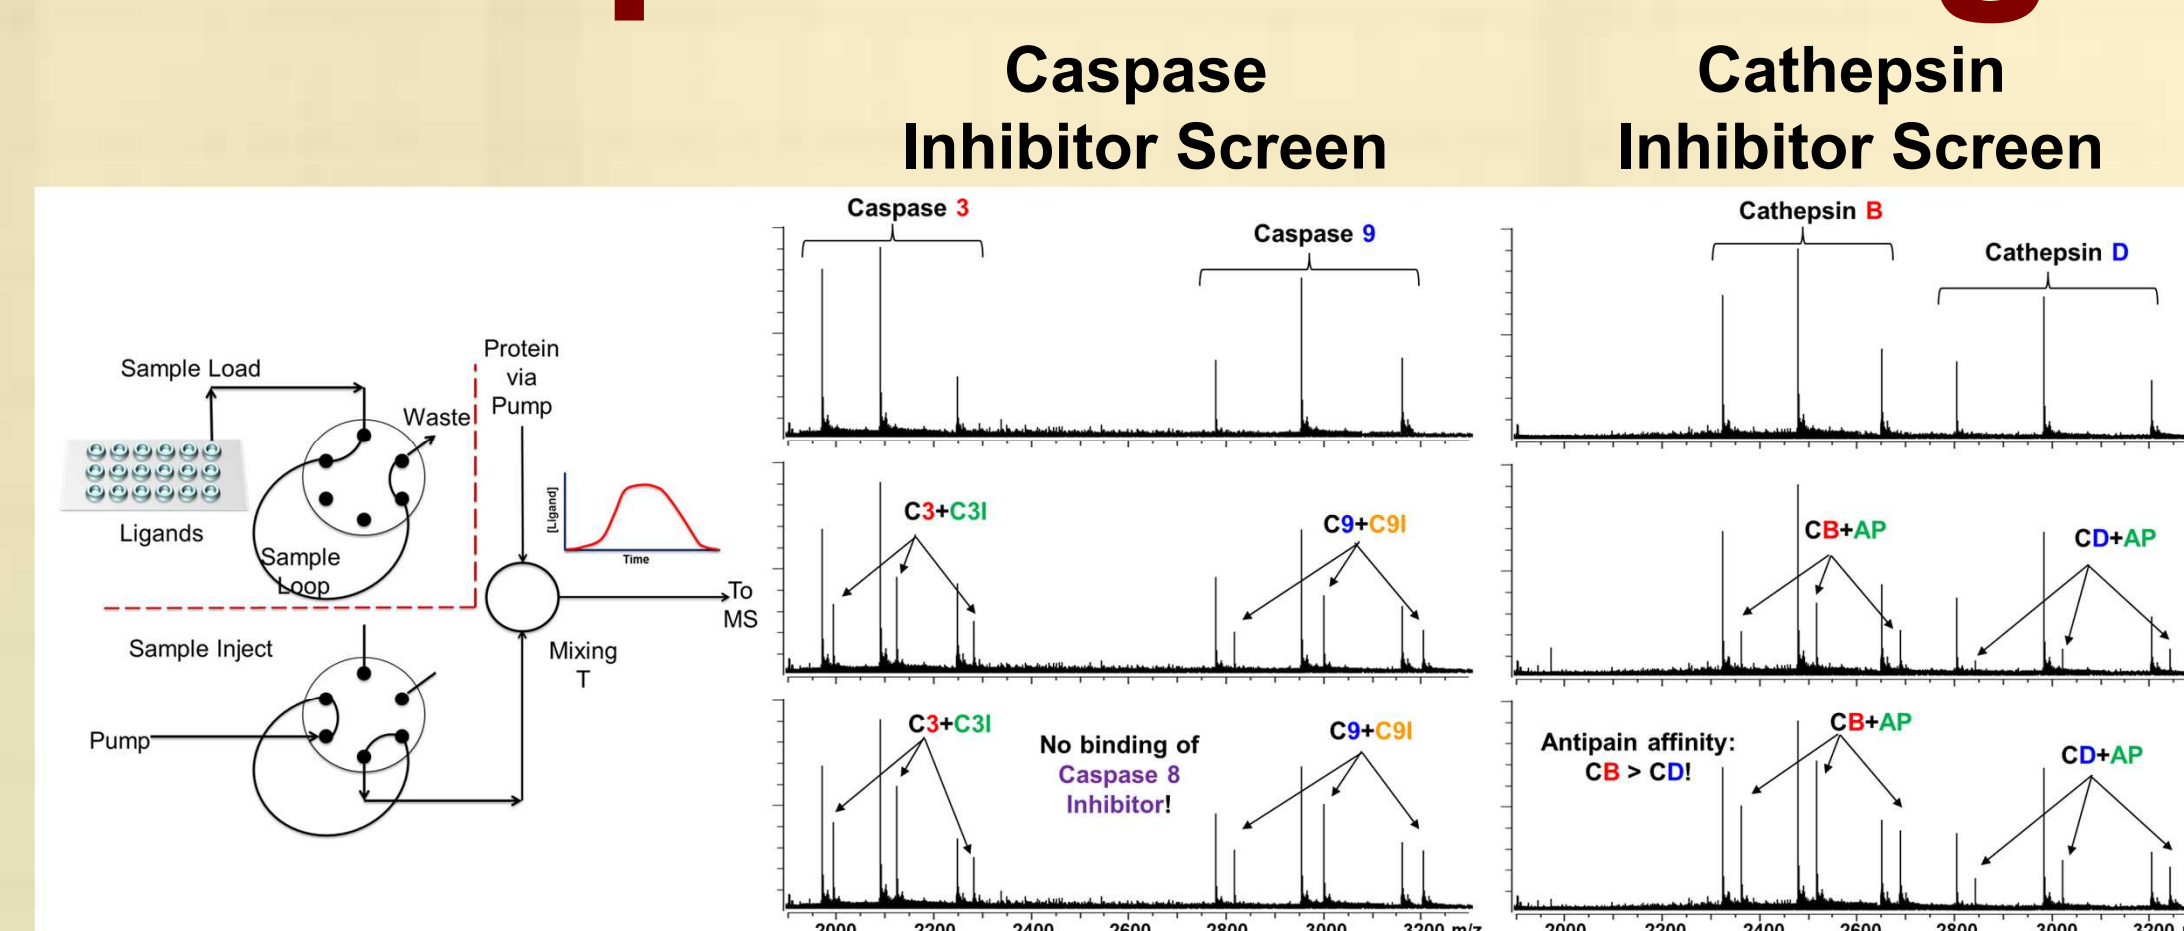 Caspase
Inhibitor Screen
Cathepsin
Inhibitor Screen
Sample Load
Waste
Ligands
Sample
Loop
Sample Inject
Pump
Protein
via
Pump
[Ligand]
Time
To
MS
Mixing
T
Caspase 3
Caspase 9
C3+C3I
C9+C9I
C3+C3I
No binding of
Caspase 8
Inhibitor!
C9+C9I
2000 2200 2400 2600 2800 3000 3200 m/z
Cathepsin B
Cathepsin D
CB+AP
CD+AP
Antipain affinity:
CB > CD!
CB+AP
CD+AP
2000 2200 2400 2600 2800 3000 3200